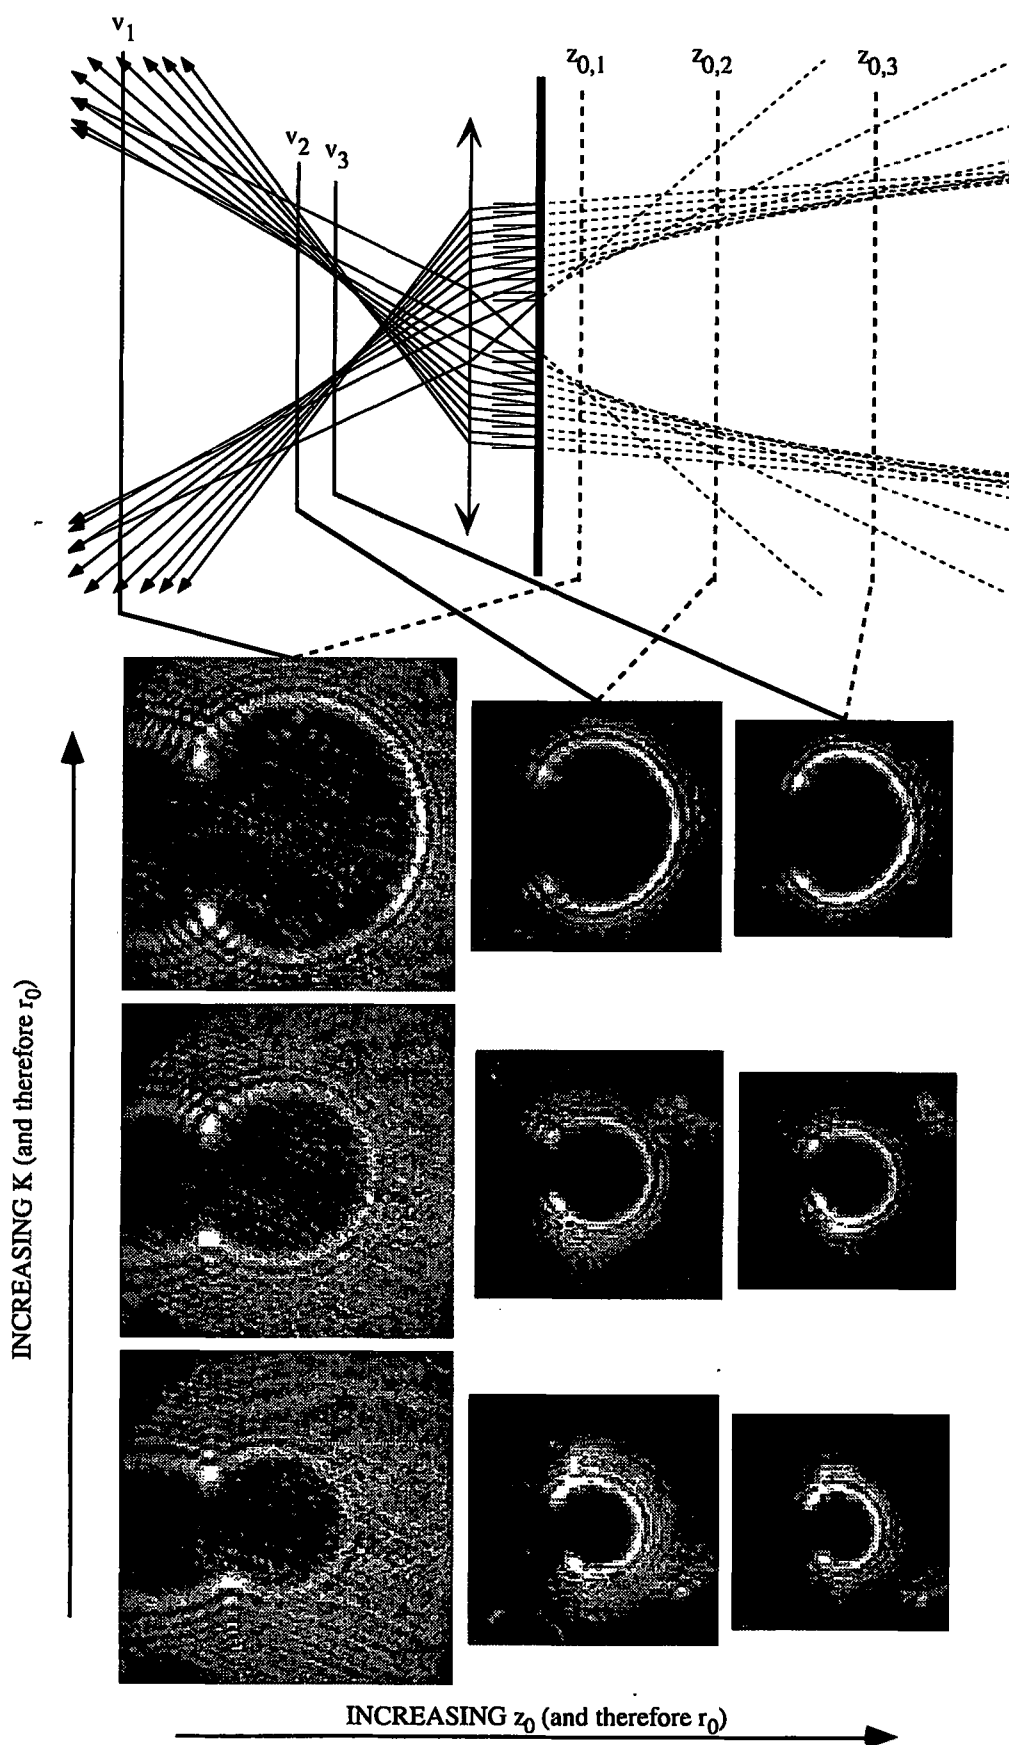 v₁
z₀,₁
z₀,₂
z₀,₃
v₂
v₃
INCREASING K (and therefore r₀)
INCREASING z₀ (and therefore r₀)